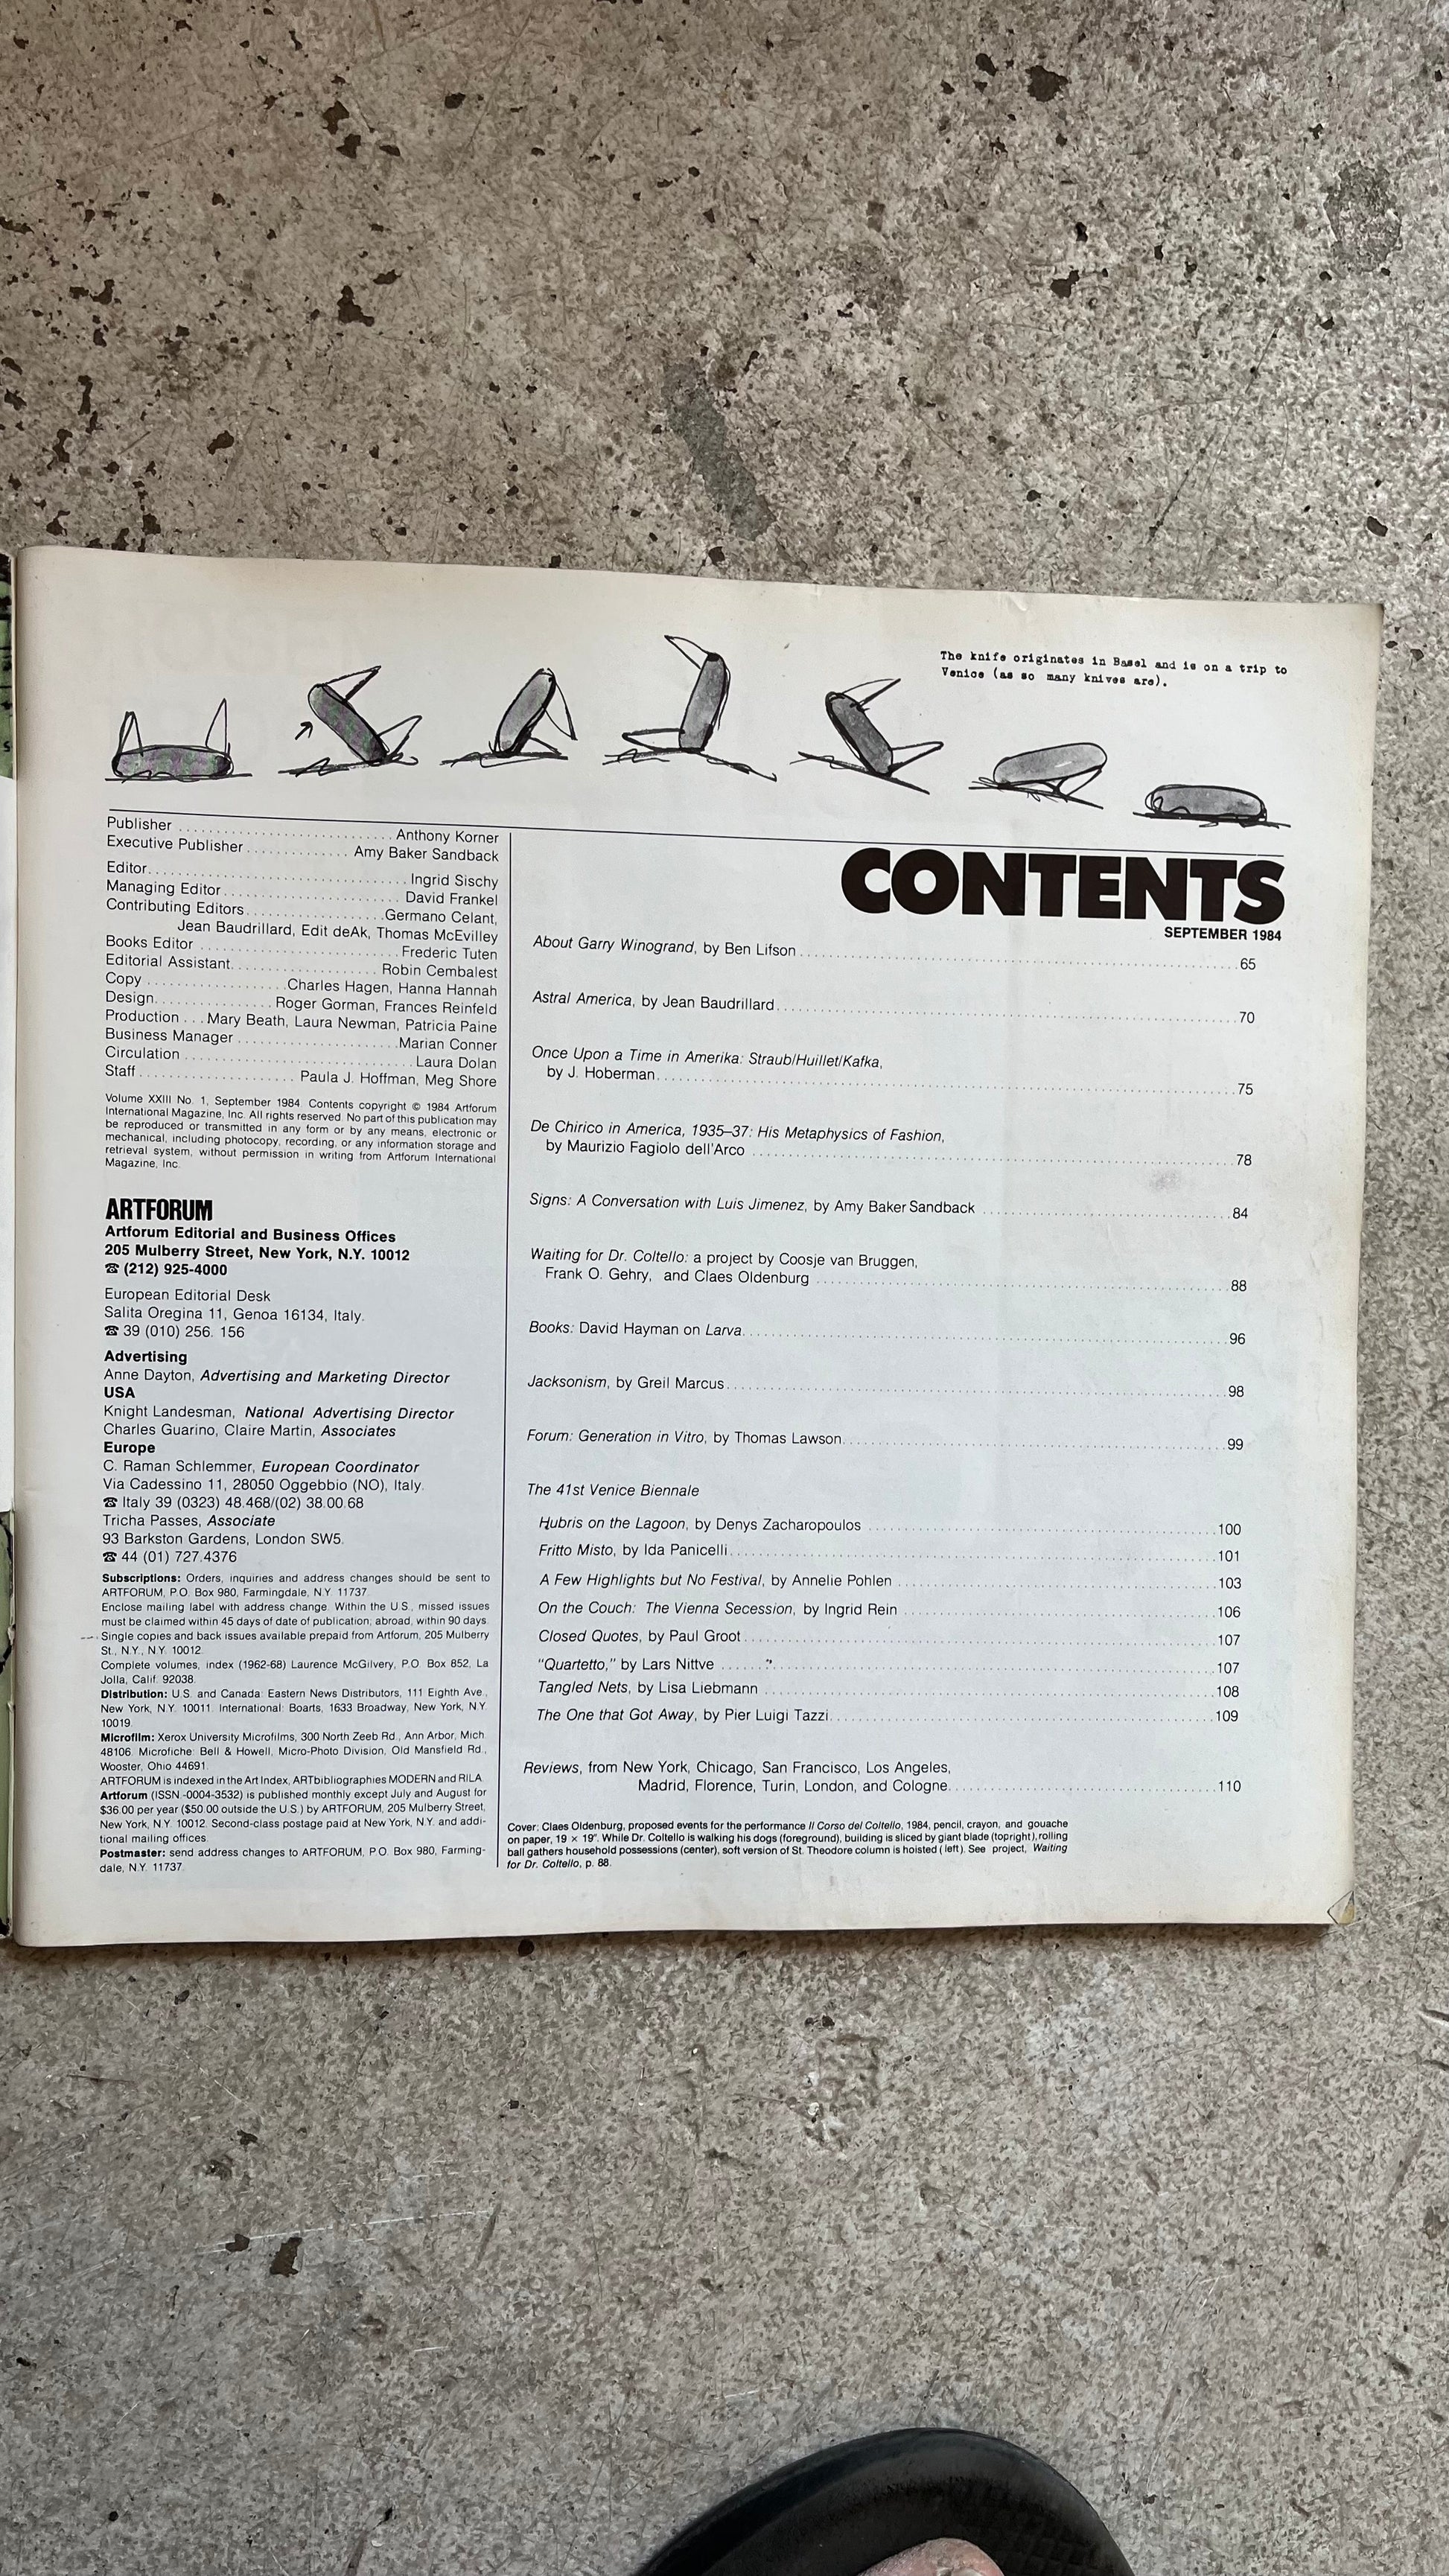 The knife originates in Basel and is on a trip to
Venice (as so many knives are).
Publisher ............................ Anthony Korner
Executive Publisher ............. Amy Baker Sandback
Editor ................................. Ingrid Sischy
Managing Editor ....................... David Frankel
Contributing Editors ................. Germano Celant,
Jean Baudrillard, Edit deAk, Thomas McEvilley
Books Editor ......................... Frederic Tuten
Editorial Assistant .................. Robin Cembalest
Copy .................. Charles Hagen, Hanna Hannah
Design ............... Roger Gorman, Frances Reinfeld
Production ... Mary Beath, Laura Newman, Patricia Paine
Business Manager ..................... Marian Conner
Circulation ............................. Laura Dolan
Staff ...................... Paula J. Hoffman, Meg Shore
Volume XXIII No. 1, September 1984. Contents copyright © 1984 Artforum
International Magazine, Inc. All rights reserved. No part of this publication may
be reproduced or transmitted in any form or by any means, electronic or
mechanical, including photocopy, recording, or any information storage and
retrieval system, without permission in writing from Artforum International
Magazine, Inc.
ARTFORUM
Artforum Editorial and Business Offices
205 Mulberry Street, New York, N.Y. 10012
☎ (212) 925-4000
European Editorial Desk
Salita Oregina 11, Genoa 16134, Italy.
☎ 39 (010) 256. 156
Advertising
Anne Dayton, Advertising and Marketing Director
USA
Knight Landesman, National Advertising Director
Charles Guarino, Claire Martin, Associates
Europe
C. Raman Schlemmer, European Coordinator
Via Cadessino 11, 28050 Oggebbio (NO), Italy.
☎ Italy 39 (0323) 48.468/(02) 38.00.68
Tricha Passes, Associate
93 Barkston Gardens, London SW5.
☎ 44 (01) 727.4376
Subscriptions: Orders, inquiries and address changes should be sent to
ARTFORUM, P.O. Box 980, Farmingdale, N.Y. 11737.
Enclose mailing label with address change. Within the U.S., missed issues
must be claimed within 45 days of date of publication; abroad, within 90 days.
Single copies and back issues available prepaid from Artforum, 205 Mulberry
St., N.Y., N.Y. 10012.
Complete volumes, index (1962-68) Laurence McGilvery, P.O. Box 852, La
Jolla, Calif. 92038.
Distribution: U.S. and Canada: Eastern News Distributors, 111 Eighth Ave.,
New York, N.Y. 10011. International: Boarts, 1633 Broadway, New York, N.Y.
10019.
Microfilm: Xerox University Microfilms, 300 North Zeeb Rd., Ann Arbor, Mich.
48106. Microfiche: Bell & Howell, Micro-Photo Division, Old Mansfield Rd.,
Wooster, Ohio 44691.
ARTFORUM is indexed in the Art Index, ARTbibliographies MODERN and RILA.
Artforum (ISSN-0004-3532) is published monthly except July and August for
$36.00 per year ($50.00 outside the U.S.) by ARTFORUM, 205 Mulberry Street,
New York, N.Y. 10012. Second-class postage paid at New York, N.Y. and addi-
tional mailing offices.
Postmaster: send address changes to ARTFORUM, P.O. Box 980, Farming-
dale, N.Y. 11737.
CONTENTS
SEPTEMBER 1984
About Garry Winogrand, by Ben Lifson ........ 65
Astral America, by Jean Baudrillard ........ 70
Once Upon a Time in Amerika: Straub/Huillet/Kafka,
by J. Hoberman ........ 75
De Chirico in America, 1935–37: His Metaphysics of Fashion,
by Maurizio Fagiolo dell'Arco ........ 78
Signs: A Conversation with Luis Jimenez, by Amy Baker Sandback ........ 84
Waiting for Dr. Coltello: a project by Coosje van Bruggen,
Frank O. Gehry, and Claes Oldenburg ........ 88
Books: David Hayman on Larva ........ 96
Jacksonism, by Greil Marcus ........ 98
Forum: Generation in Vitro, by Thomas Lawson ........ 99
The 41st Venice Biennale
Hubris on the Lagoon, by Denys Zacharopoulos ........ 100
Fritto Misto, by Ida Panicelli ........ 101
A Few Highlights but No Festival, by Annelie Pohlen ........ 103
On the Couch: The Vienna Secession, by Ingrid Rein ........ 106
Closed Quotes, by Paul Groot ........ 107
"Quartetto," by Lars Nittve ........ 107
Tangled Nets, by Lisa Liebmann ........ 108
The One that Got Away, by Pier Luigi Tazzi ........ 109
Reviews, from New York, Chicago, San Francisco, Los Angeles,
Madrid, Florence, Turin, London, and Cologne ........ 110
Cover: Claes Oldenburg, proposed events for the performance Il Corso del Coltello, 1984, pencil, crayon, and gouache
on paper, 19 × 19". While Dr. Coltello is walking his dogs (foreground), building is sliced by giant blade (topright), rolling
ball gathers household possessions (center), soft version of St. Theodore column is hoisted (left). See project, Waiting
for Dr. Coltello, p. 88.